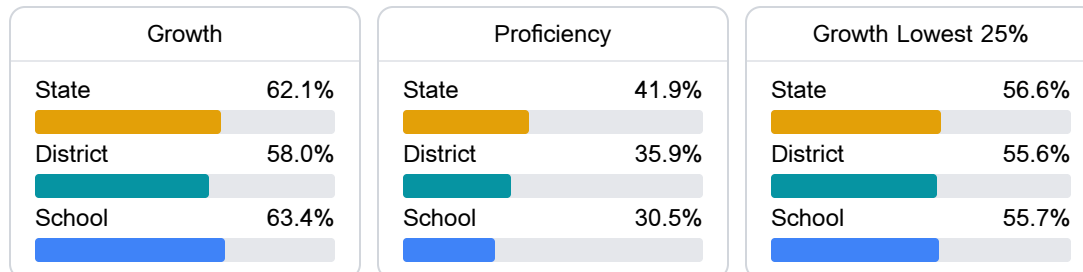 Growth
State 62.1%
District 58.0%
School 63.4%
Proficiency
State 41.9%
District 35.9%
School 30.5%
Growth Lowest 25%
State 56.6%
District 55.6%
School 55.7%